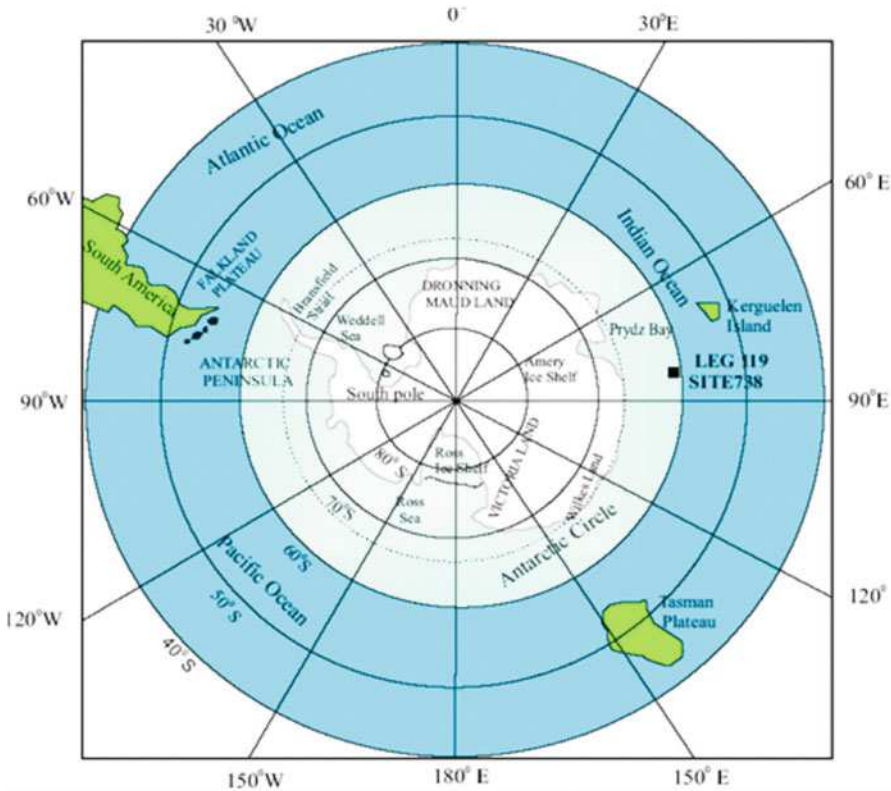 0°
30°W
30°E
60°W
60°E
Atlantic Ocean
Indian Ocean
South America
FALKLAND
PLATEAU
Bransfield
Strait
DRONNING
MAUD LAND
Weddell
Sea
Prydz Bay
Kerguelen
Island
ANTARCTIC
PENINSULA
Amery
Ice Shelf
LEG 119
SITE738
South pole
90°W
90°E
80° S
Ross
Ice Shelf
VICTORIA LAND
Wilkes Land
70°S
Ross
Sea
Antarctic Circle
60°S
Pacific Ocean
50° S
40° S
Tasman
Plateau
120°W
120°
150°W
180° E
150°E